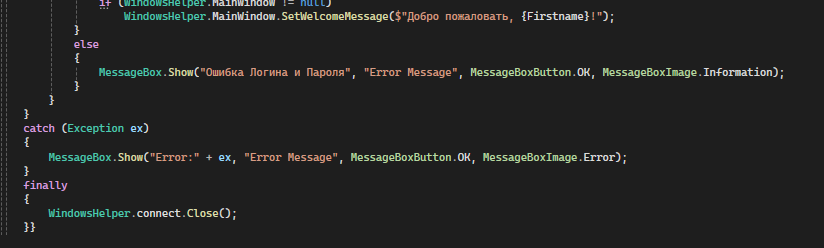 if (WindowsHelper.MainWindow != null)
WindowsHelper.MainWindow.SetWelcomeMessage($"Добро пожаловать, {Firstname}!");
}
else
{
MessageBox.Show("Ошибка Логина и Пароля", "Error Message", MessageBoxButton.OK, MessageBoxImage.Information);
}
}
}
catch (Exception ex)
{
MessageBox.Show("Error:" + ex, "Error Message", MessageBoxButton.OK, MessageBoxImage.Error);
}
finally
{
WindowsHelper.connect.Close();
}}